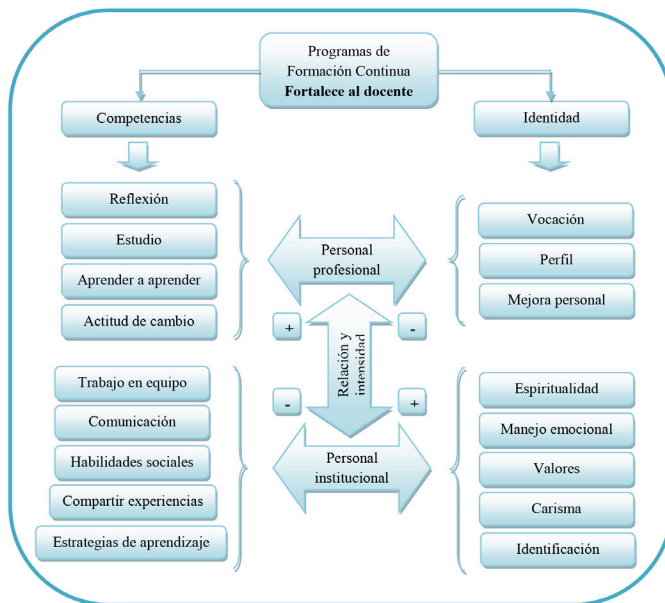 Programas de
Formación Continua
Fortalece al docente
Competencias
Identidad
Reflexión
Estudio
Aprender a aprender
Actitud de cambio
Personal
profesional
Vocación
Perfil
Mejora personal
+
-
Relación y
intensidad
-
+
Trabajo en equipo
Comunicación
Habilidades sociales
Compartir experiencias
Estrategias de aprendizaje
Personal
institucional
Espiritualidad
Manejo emocional
Valores
Carisma
Identificación